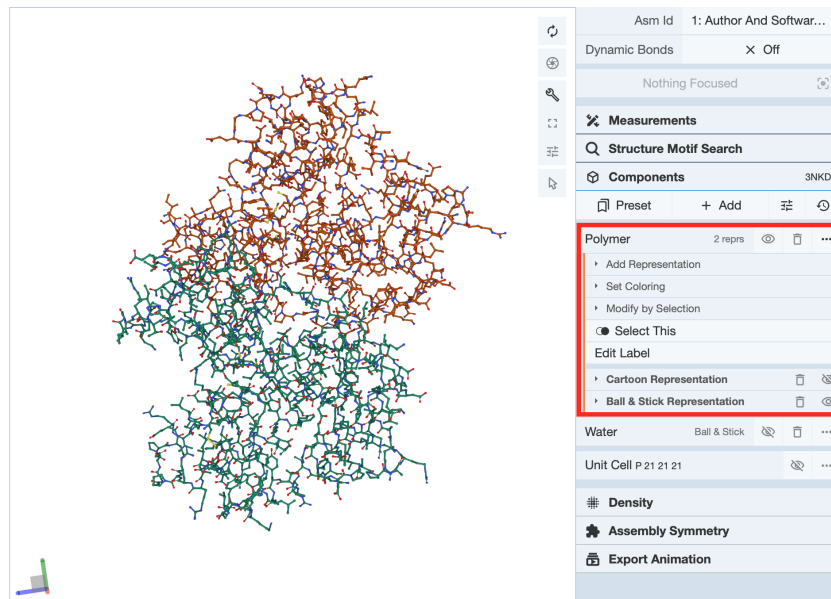 Asm Id 1: Author And Softwar...
Dynamic Bonds × Off
Nothing Focused
Measurements
Structure Motif Search
Components 3NKD
Preset + Add
Polymer 2 reprs
Add Representation
Set Coloring
Modify by Selection
Select This
Edit Label
Cartoon Representation
Ball & Stick Representation
Water Ball & Stick
Unit Cell P 21 21 21
Density
Assembly Symmetry
Export Animation